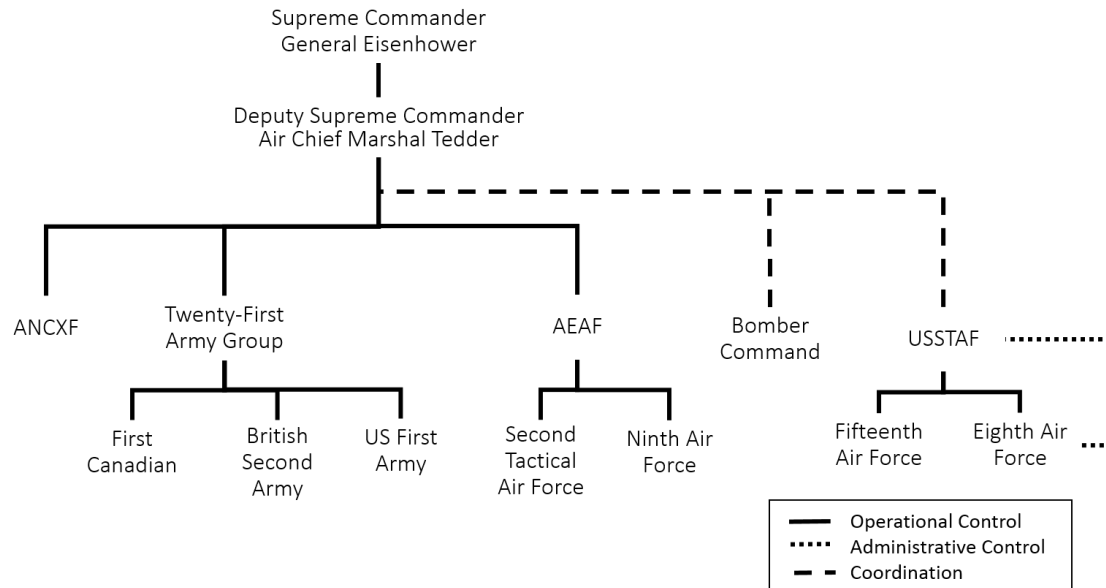 Supreme Commander
General Eisenhower
Deputy Supreme Commander
Air Chief Marshal Tedder
ANCXF
Twenty-First
Army Group
AEAF
Bomber
Command
USSTAF
First
Canadian
British
Second
Army
US First
Army
Second
Tactical
Air Force
Ninth Air
Force
Fifteenth
Air Force
Eighth Air
Force
Operational Control
Administrative Control
Coordination